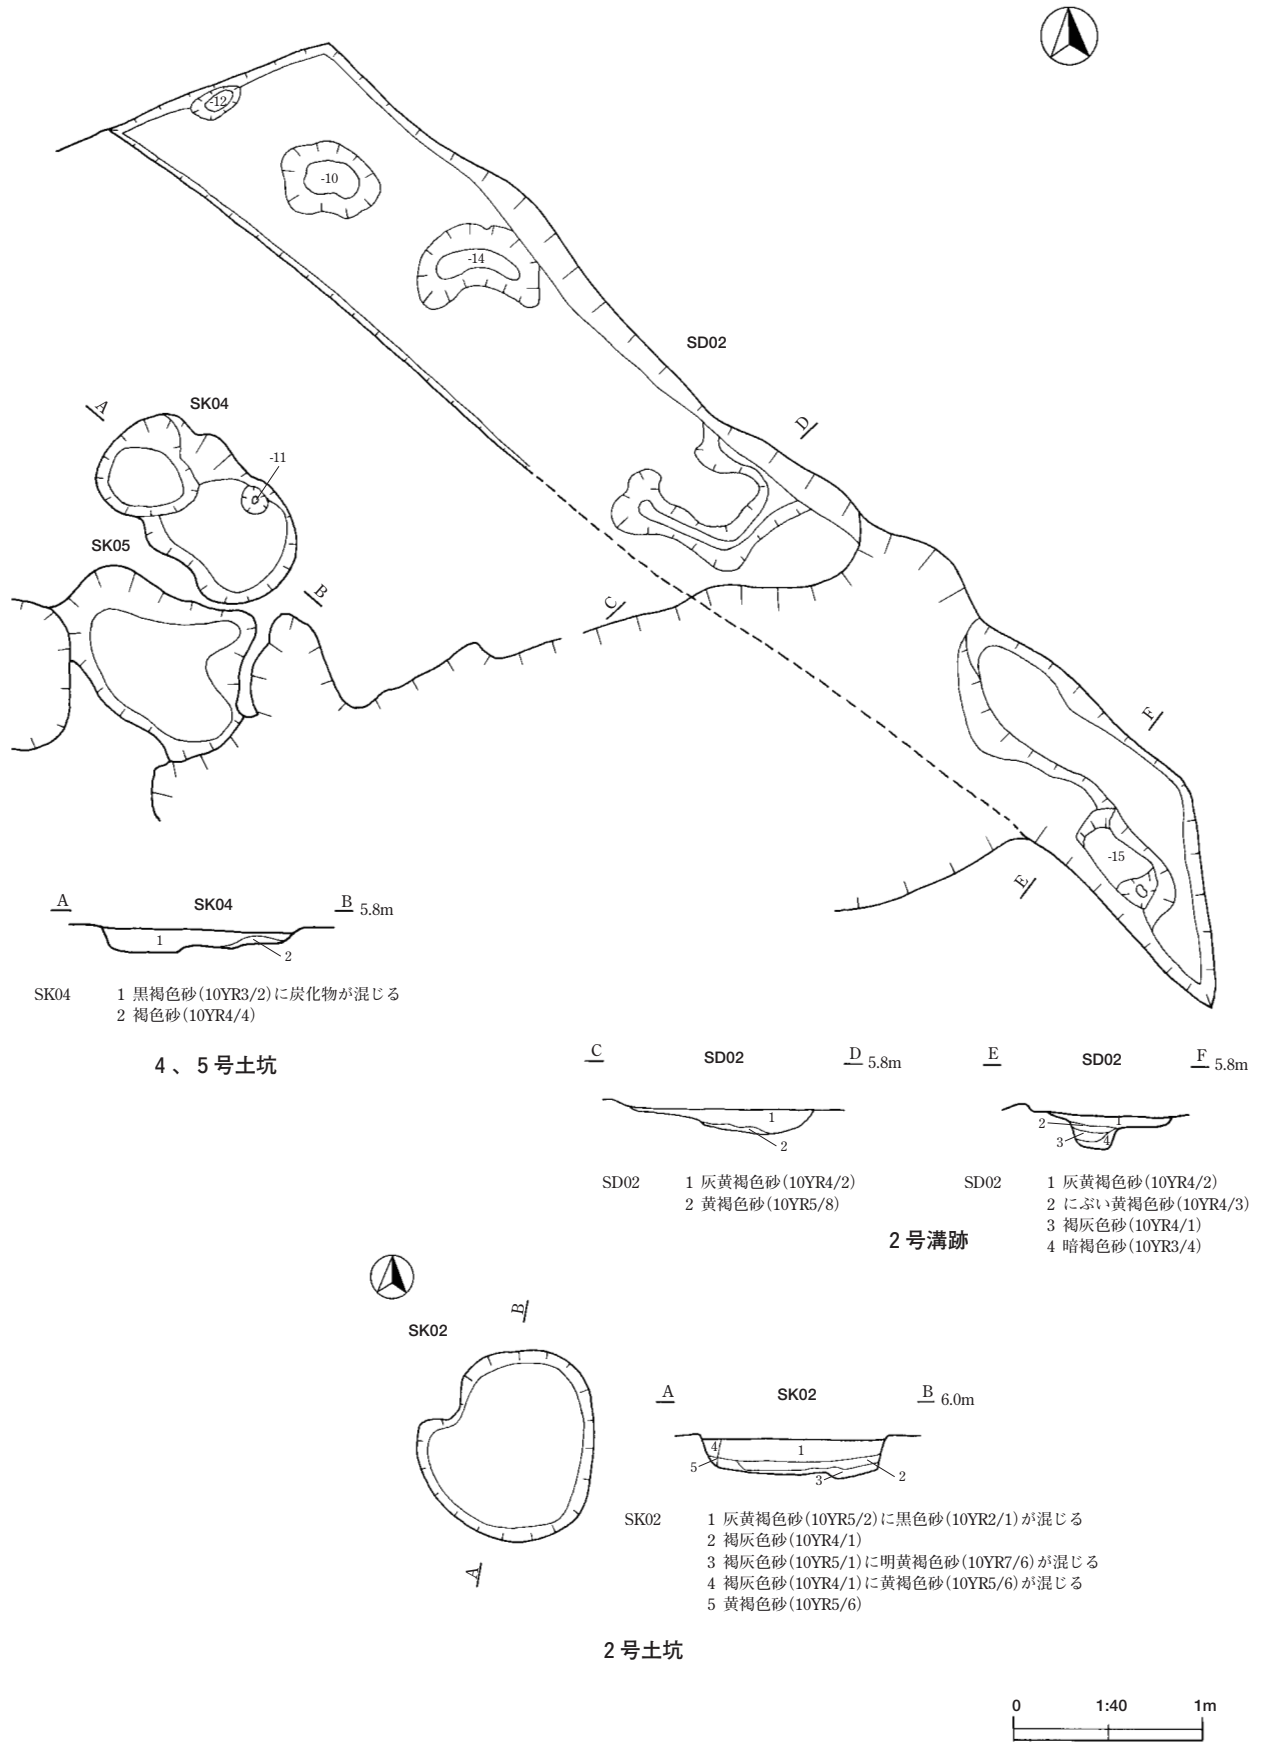 -12
-10
-14
SD02
D
A
SK04
-11
SK05
B
C
F
-15
E
A SK04 B 5.8m
1
2
SK04 1 黒褐色砂(10YR3/2)に炭化物が混じる
2 褐色砂(10YR4/4)
4、5号土坑
C SD02 D 5.8m
1
2
SD02 1 灰黄褐色砂(10YR4/2)
2 黄褐色砂(10YR5/8)
E SD02 F 5.8m
1
2
3
4
SD02 1 灰黄褐色砂(10YR4/2)
2 にぶい黄褐色砂(10YR4/3)
3 褐灰色砂(10YR4/1)
4 暗褐色砂(10YR3/4)
2号溝跡
B
SK02
A
A SK02 B 6.0m
4
1
5
3
2
SK02 1 灰黄褐色砂(10YR5/2)に黒色砂(10YR2/1)が混じる
2 褐灰色砂(10YR4/1)
3 褐灰色砂(10YR5/1)に明黄褐色砂(10YR7/6)が混じる
4 褐灰色砂(10YR4/1)に黄褐色砂(10YR5/6)が混じる
5 黄褐色砂(10YR5/6)
2号土坑
0 1:40 1m